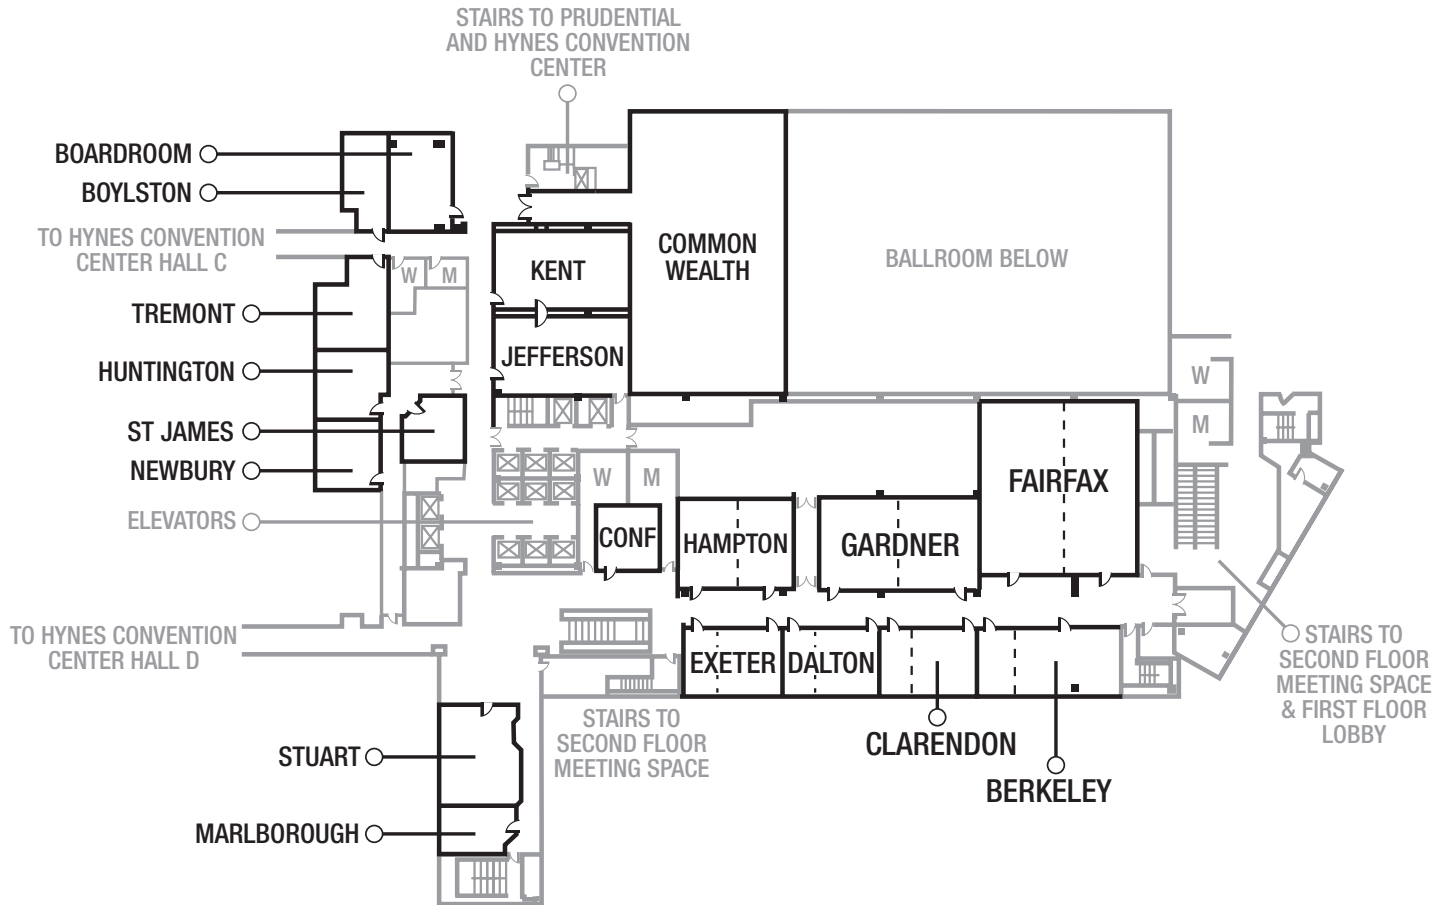 STAIRS TO PRUDENTIAL
AND HYNES CONVENTION
CENTER
BOARDROOM
BOYLSTON
TO HYNES CONVENTION
CENTER HALL C
W
M
KENT
COMMON
WEALTH
BALLROOM BELOW
TREMONT
JEFFERSON
HUNTINGTON
W
M
ST JAMES
NEWBURY
W
M
FAIRFAX
ELEVATORS
CONF
HAMPTON
GARDNER
TO HYNES CONVENTION
CENTER HALL D
EXETER
DALTON
STAIRS TO
SECOND FLOOR
MEETING SPACE
& FIRST FLOOR
LOBBY
STAIRS TO
SECOND FLOOR
MEETING SPACE
CLARENDON
BERKELEY
STUART
MARLBOROUGH